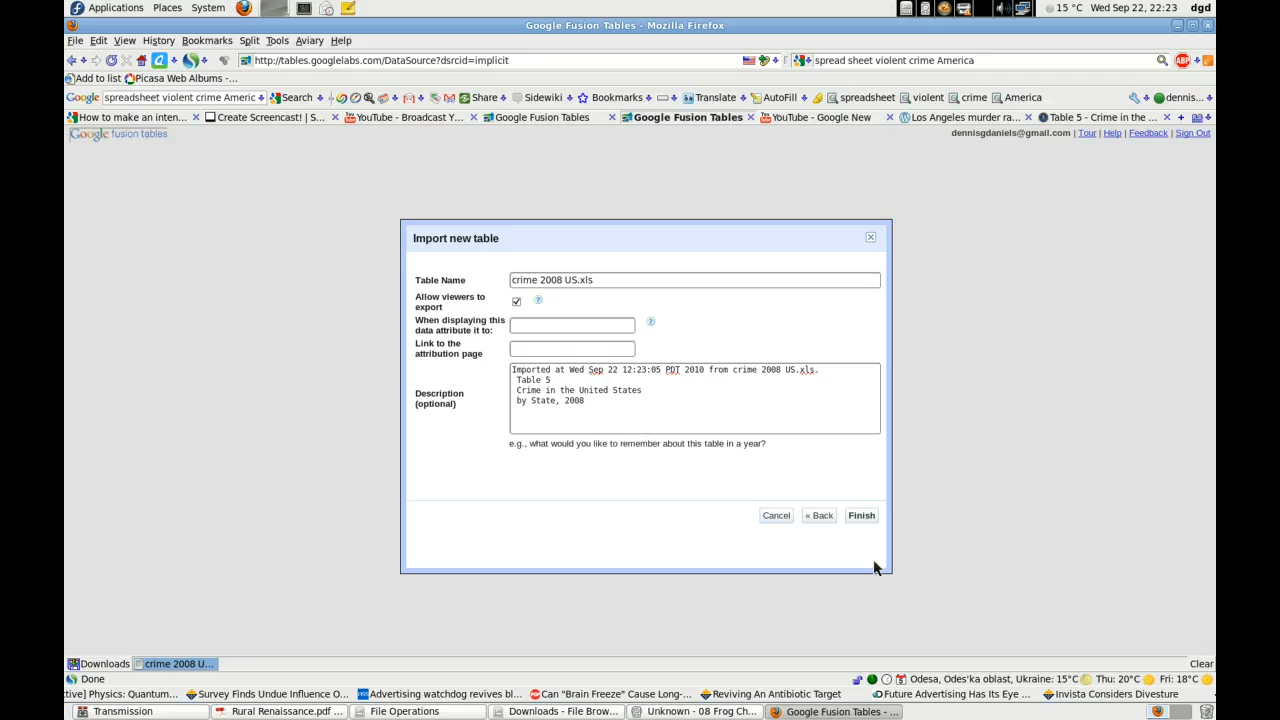 Applications Places System 15 °C Wed Sep 22, 22:23 dgd
Google Fusion Tables - Mozilla Firefox
File Edit View History Bookmarks Split Tools Aviary Help
http://tables.googlelabs.com/DataSource?dsrcid=implicit spread sheet violent crime America
Add to list Picasa Web Albums -...
Google spreadsheet violent crime Americ Search Share Sidewiki Bookmarks Translate AutoFill spreadsheet violent crime America dennis...
How to make an inten... Create Screencast! | S... YouTube - Broadcast Y... Google Fusion Tables Google Fusion Tables YouTube - Google New Los Angeles murder ra... Table 5 - Crime in the ...
Google fusion tables dennisgdaniels@gmail.com | Tour | Help | Feedback | Sign Out
Import new table
Table Name crime 2008 US.xls
Allow viewers to
export
When displaying this
data attribute it to:
Link to the
attribution page
Imported at Wed Sep 22 12:23:05 PDT 2010 from crime 2008 US.xls.
Table 5
Crime in the United States
by State, 2008
Description
(optional)
e.g., what would you like to remember about this table in a year?
Cancel « Back Finish
Downloads crime 2008 U... Clear
Done Odesa, Odes'ka oblast, Ukraine: 15°C Thu: 20°C Fri: 18°C
ctive] Physics: Quantum... Survey Finds Undue Influence O... Advertising watchdog revives bl... Can "Brain Freeze" Cause Long-... Reviving An Antibiotic Target Future Advertising Has Its Eye ... Invista Considers Divesture
Transmission Rural Renaissance.pdf ... File Operations Downloads - File Brow... Unknown - 08 Frog Ch... Google Fusion Tables - ...